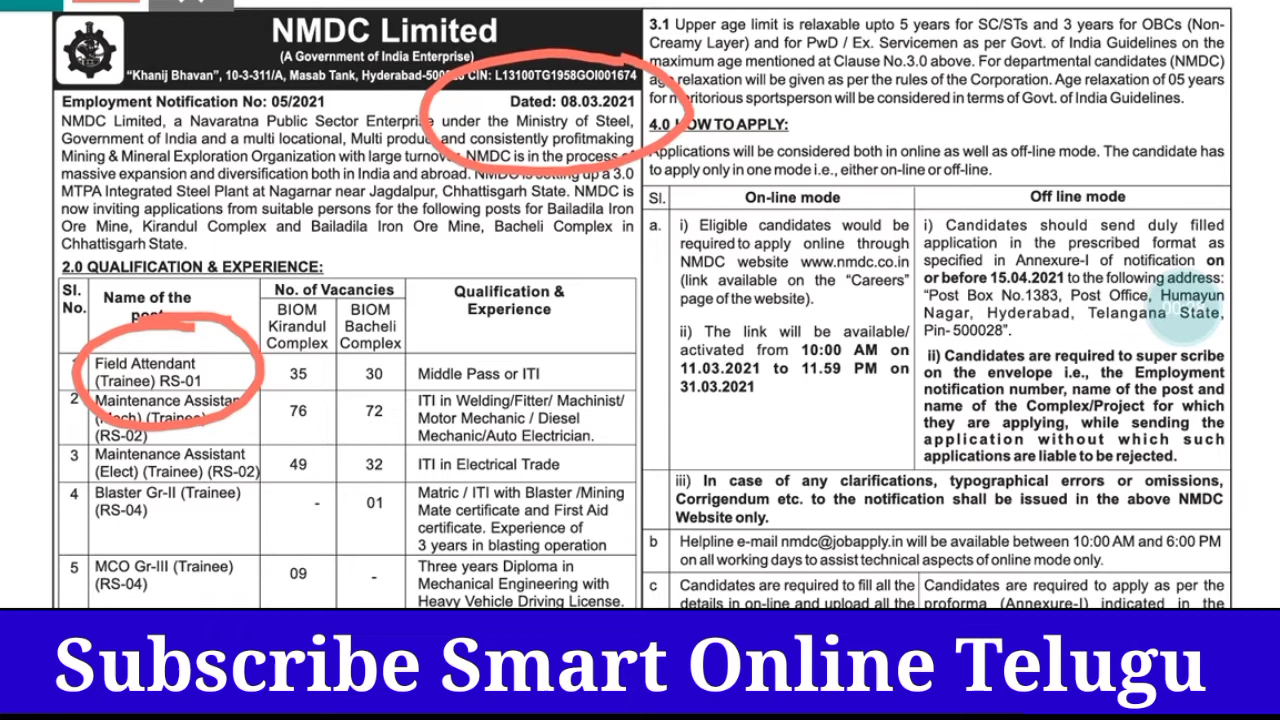 NMDC Limited
(A Government of India Enterprise)
"Khanij Bhavan", 10-3-311/A, Masab Tank, Hyderabad- CIN: L13100TG1958GOI001674
Employment Notification No: 05/2021 Dated: 08.03.2021
NMDC Limited, a Navaratna Public Sector Enterprise under the Ministry of Steel,
Government of India and a multi locational, Multi product and consistently profitmaking
Mining & Mineral Exploration Organization with large turnover. NMDC is in the process of
massive expansion and diversification both in India and abroad. NMDC is setting up a 3.0
MTPA Integrated Steel Plant at Nagarnar near Jagdalpur, Chhattisgarh State. NMDC is
now inviting applications from suitable persons for the following posts for Bailadila Iron
Ore Mine, Kirandul Complex and Bailadila Iron Ore Mine, Bacheli Complex in
Chhattisgarh State.
2.0 QUALIFICATION & EXPERIENCE:
Sl. No.
Name of the post
No. of Vacancies
BIOM Kirandul Complex
BIOM Bacheli Complex
Qualification & Experience
1 Field Attendant
(Trainee) RS-01
35 30 Middle Pass or ITI
2 Maintenance Assistant
(Mech) (Trainee)
(RS-02)
76 72 ITI in Welding/Fitter/ Machinist/
Motor Mechanic / Diesel
Mechanic/Auto Electrician.
3 Maintenance Assistant
(Elect) (Trainee) (RS-02)
49 32 ITI in Electrical Trade
4 Blaster Gr-II (Trainee)
(RS-04)
- 01 Matric / ITI with Blaster /Mining
Mate certificate and First Aid
certificate. Experience of
3 years in blasting operation
5 MCO Gr-III (Trainee)
(RS-04)
09 - Three years Diploma in
Mechanical Engineering with
Heavy Vehicle Driving License.
3.1 Upper age limit is relaxable upto 5 years for SC/STs and 3 years for OBCs (Non-
Creamy Layer) and for PwD / Ex. Servicemen as per Govt. of India Guidelines on the
maximum age mentioned at Clause No.3.0 above. For departmental candidates (NMDC)
age relaxation will be given as per the rules of the Corporation. Age relaxation of 05 years
for meritorious sportsperson will be considered in terms of Govt. of India Guidelines.
4.0 HOW TO APPLY:
Applications will be considered both in online as well as off-line mode. The candidate has
to apply only in one mode i.e., either on-line or off-line.
Sl. On-line mode Off line mode
a. i) Eligible candidates would be
required to apply online through
NMDC website www.nmdc.co.in
(link available on the "Careers"
page of the website).
ii) The link will be available/
activated from 10:00 AM on
11.03.2021 to 11.59 PM on
31.03.2021
i) Candidates should send duly filled
application in the prescribed format as
specified in Annexure-I of notification on
or before 15.04.2021 to the following address:
"Post Box No.1383, Post Office, Humayun
Nagar, Hyderabad, Telangana State,
Pin- 500028".
ii) Candidates are required to super scribe
on the envelope i.e., the Employment
notification number, name of the post and
name of the Complex/Project for which
they are applying, while sending the
application without which such
applications are liable to be rejected.
iii) In case of any clarifications, typographical errors or omissions,
Corrigendum etc. to the notification shall be issued in the above NMDC
Website only.
b Helpline e-mail nmdc@jobapply.in will be available between 10:00 AM and 6:00 PM
on all working days to assist technical aspects of online mode only.
c Candidates are required to fill all the
details in on-line and upload all the
Candidates are required to apply as per the
proforma (Annexure-I) indicated in the
Subscribe Smart Online Telugu